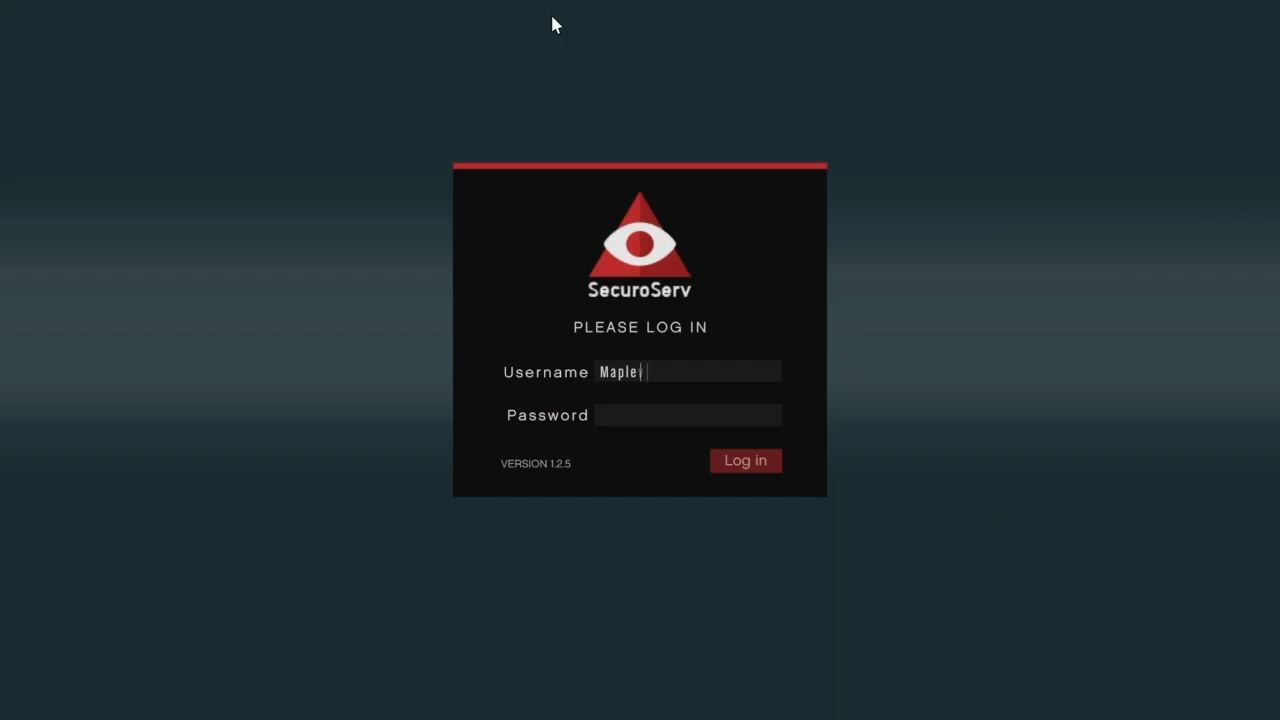 SecuroServ
PLEASE LOG IN
Username Maple
Password
VERSION 1.2.5 Log in